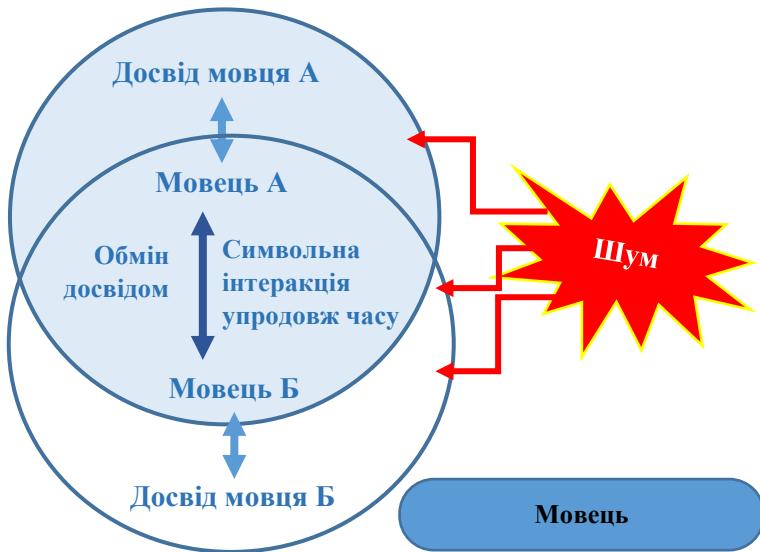 Досвід мовця А
Мовець А
Обмін
досвідом
Символьна
інтеракція
упродовж часу
Шум
Мовець Б
Досвід мовця Б
Мовець